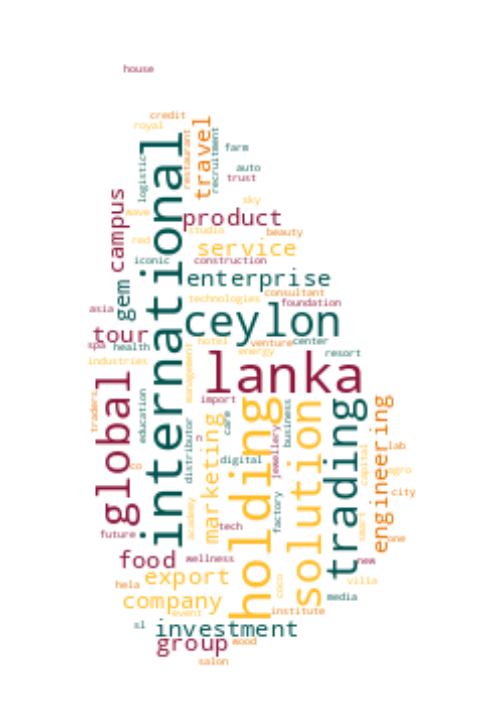 house
credit
royal
travel
restaurant
recruitment
farm
international
logistic
auto
trust
campus
sky
wave
product
studio
beauty
red
service
iconic
construction
gem
enterprise
technologies
consultant
foundation
asia
ceylon
tour
spa
health
hotel
venture
center
energy
resort
industries
management
lanka
global
traders
education
import
holding
solution
trading
engineering
marketing
care
business
distributor
n
jewellery
digital
lab
agro
capital
co
city
factory
academy
tech
smart
future
one
food
wellness
new
export
hela
coco
villa
company
media
event
institute
sl
investment
group
wood
salon